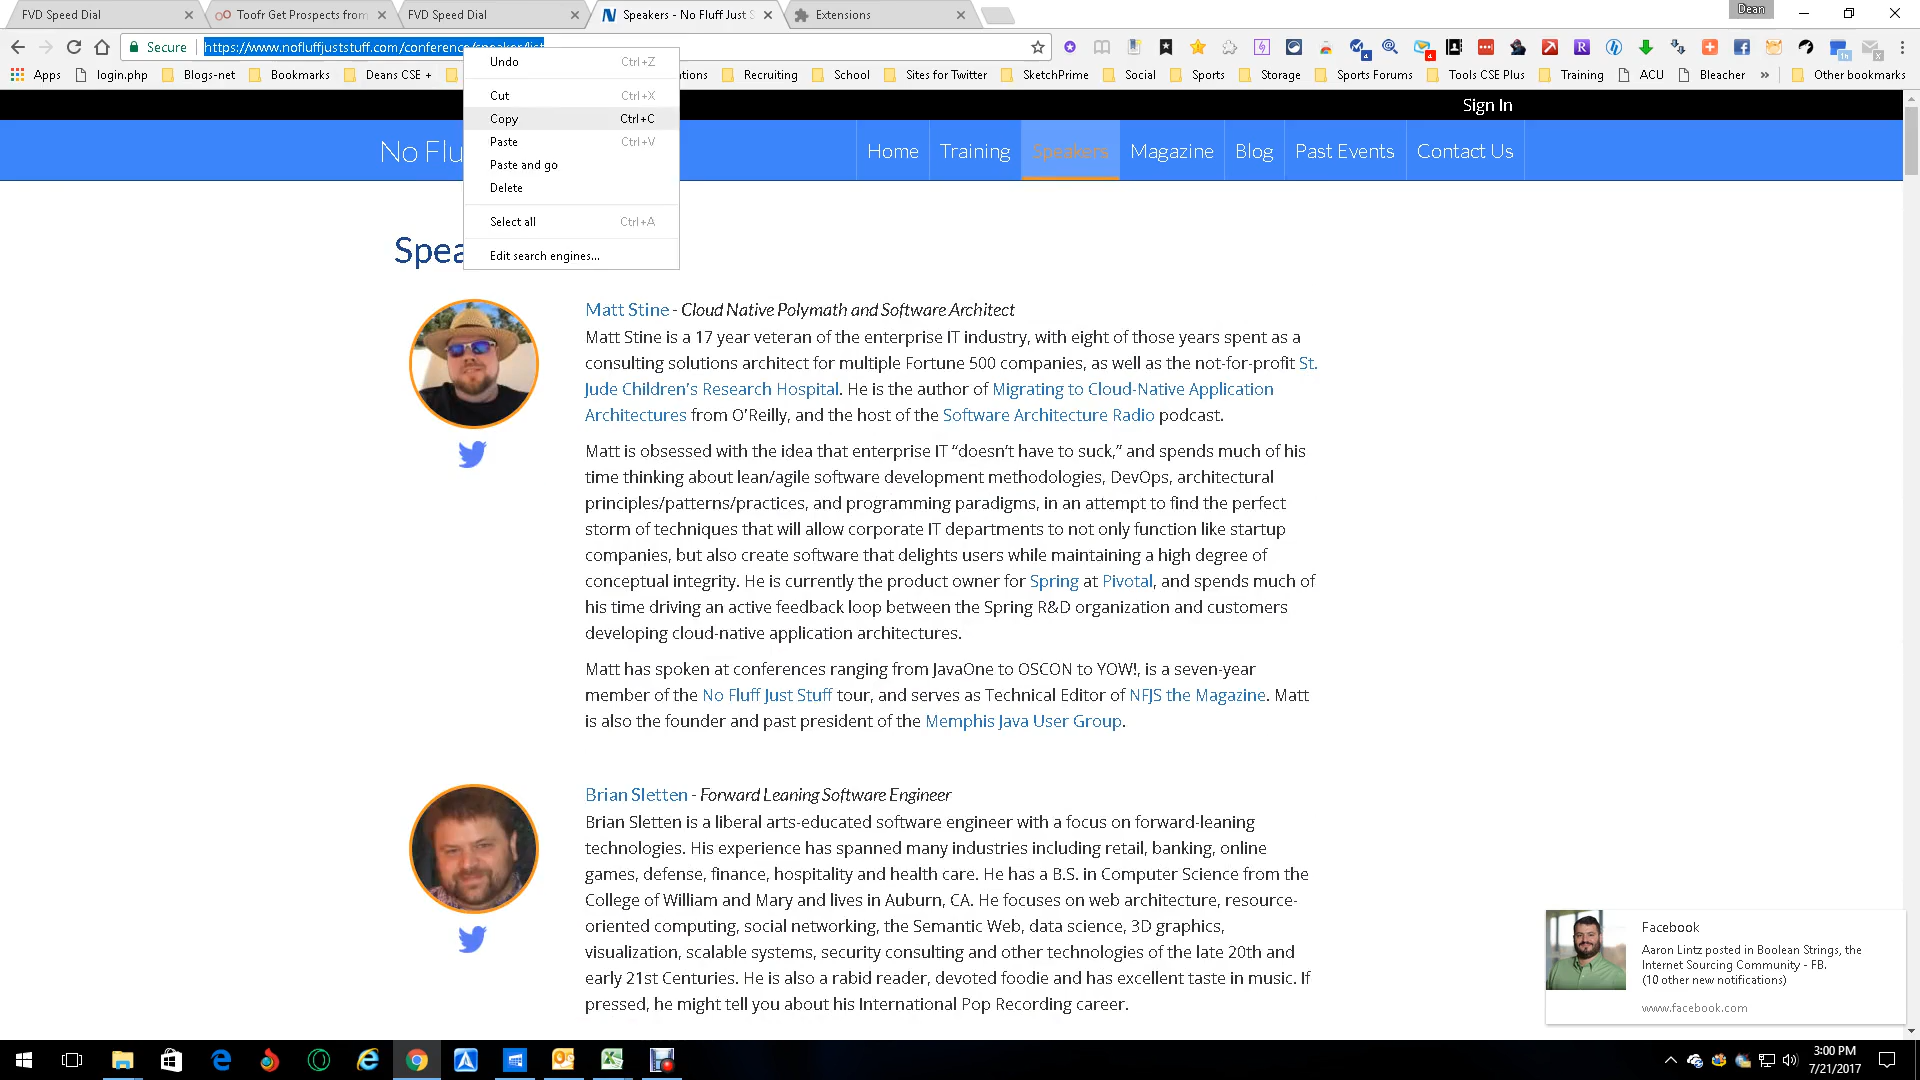 FVD Speed Dial
Toofr Get Prospects from
FVD Speed Dial
Speakers - No Fluff Just S
Extensions
Dean
Secure
https://www.nofluffjuststuff.com/conference/speaker/list
Apps
login.php
Blogs-net
Bookmarks
Deans CSE +
Recruiting
School
Sites for Twitter
SketchPrime
Social
Sports
Storage
Sports Forums
Tools CSE Plus
Training
ACU
Bleacher
»
Other bookmarks
Undo Ctrl+Z
Cut Ctrl+X
Copy Ctrl+C
Paste Ctrl+V
Paste and go
Delete
Select all Ctrl+A
Edit search engines...
Sign In
No Flu
Home
Training
Speakers
Magazine
Blog
Past Events
Contact Us
Matt Stine - Cloud Native Polymath and Software Architect
Matt Stine is a 17 year veteran of the enterprise IT industry, with eight of those years spent as a
consulting solutions architect for multiple Fortune 500 companies, as well as the not-for-profit St.
Jude Children’s Research Hospital. He is the author of Migrating to Cloud-Native Application
Architectures from O’Reilly, and the host of the Software Architecture Radio podcast.
Matt is obsessed with the idea that enterprise IT “doesn’t have to suck,” and spends much of his
time thinking about lean/agile software development methodologies, DevOps, architectural
principles/patterns/practices, and programming paradigms, in an attempt to find the perfect
storm of techniques that will allow corporate IT departments to not only function like startup
companies, but also create software that delights users while maintaining a high degree of
conceptual integrity. He is currently the product owner for Spring at Pivotal, and spends much of
his time driving an active feedback loop between the Spring R&D organization and customers
developing cloud-native application architectures.
Matt has spoken at conferences ranging from JavaOne to OSCON to YOW!, is a seven-year
member of the No Fluff Just Stuff tour, and serves as Technical Editor of NFJS the Magazine. Matt
is also the founder and past president of the Memphis Java User Group.
Brian Sletten - Forward Leaning Software Engineer
Brian Sletten is a liberal arts-educated software engineer with a focus on forward-leaning
technologies. His experience has spanned many industries including retail, banking, online
games, defense, finance, hospitality and health care. He has a B.S. in Computer Science from the
College of William and Mary and lives in Auburn, CA. He focuses on web architecture, resource-
oriented computing, social networking, the Semantic Web, data science, 3D graphics,
visualization, scalable systems, security consulting and other technologies of the late 20th and
early 21st Centuries. He is also a rabid reader, devoted foodie and has excellent taste in music. If
pressed, he might tell you about his International Pop Recording career.
Facebook
Aaron Lintz posted in Boolean Strings, the
Internet Sourcing Community - FB.
(10 other new notifications)
www.facebook.com
3:00 PM
7/21/2017